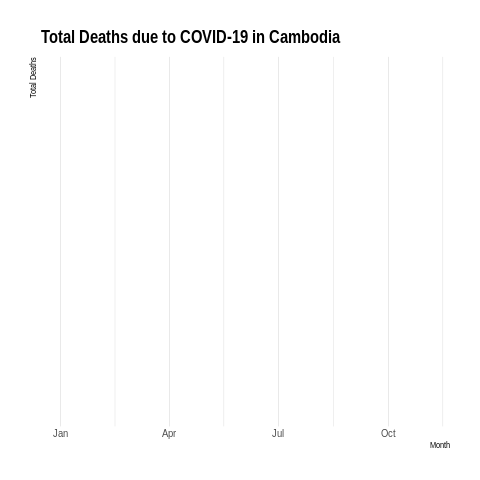 Total Deaths due to COVID-19 in Cambodia
Total Deaths
Jan Apr Jul Oct
Month